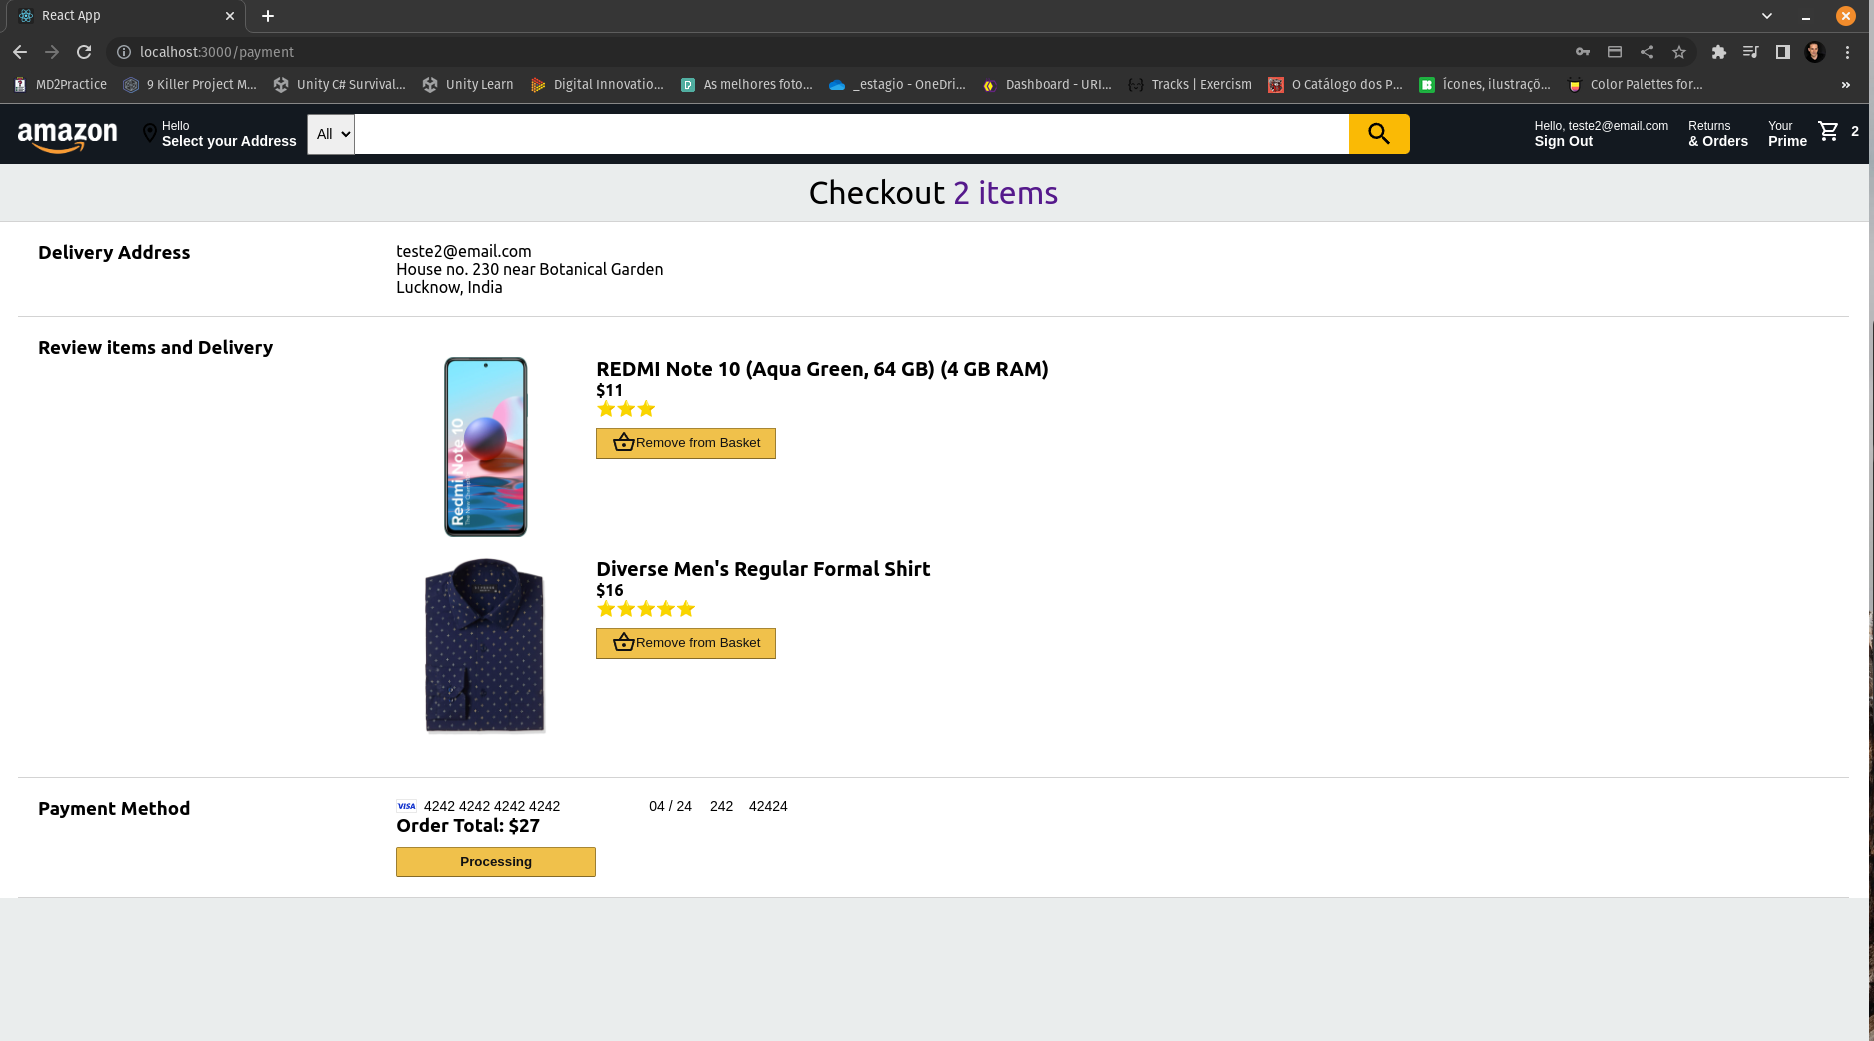 React App
localhost:3000/payment
MD2Practice
9 Killer Project M...
Unity C# Survival...
Unity Learn
Digital Innovatio...
As melhores foto...
_estagio - OneDri...
Dashboard - URI...
Tracks | Exercism
O Catálogo dos P...
Ícones, ilustraçõ...
Color Palettes for...
»
amazon
Hello
Select your Address
All
Hello, teste2@email.com
Sign Out
Returns
& Orders
Your
Prime
2
Checkout 2 items
Delivery Address
teste2@email.com
House no. 230 near Botanical Garden
Lucknow, India
Review items and Delivery
Redmi Note 10
REDMI Note 10 (Aqua Green, 64 GB) (4 GB RAM)
$11
Remove from Basket
Diverse Men's Regular Formal Shirt
$16
Remove from Basket
Payment Method
VISA 4242 4242 4242 4242 04 / 24 242 42424
Order Total: $27
Processing